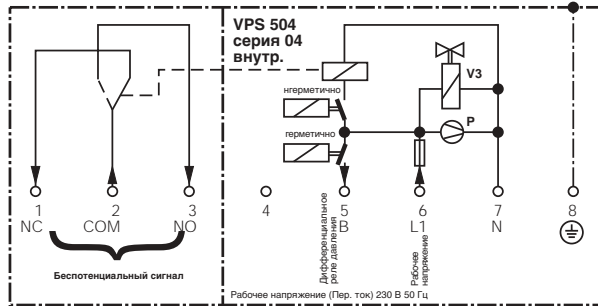 VPS 504
серия 04
внутр.
V3
нгерметично
P
герметично
1
2
3
4
5
6
7
8
NC
COM
NO
B
L1
N
Дифференциальное
реле давления
Рабочее
напряжение
Беспотенциальный сигнал
Рабочее напряжение (Пер. ток) 230 В 50 Гц